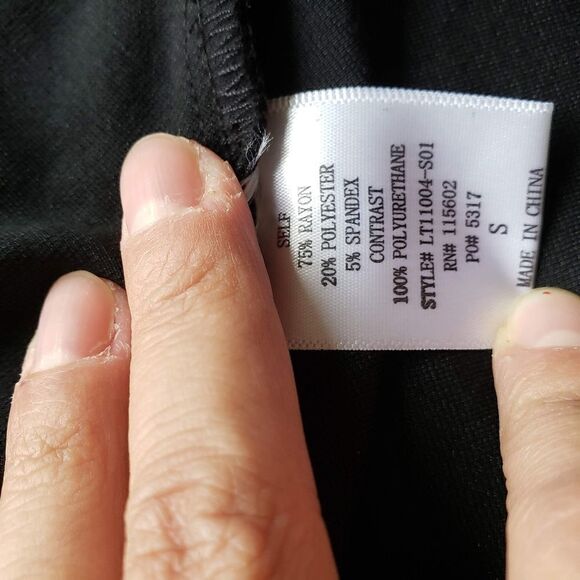 SELF
75% RAYON
20% POLYESTER
5% SPANDEX
CONTRAST
100% POLYURETHANE
STYLE# LT11004-S01
RN# 115602
PO# 5317
S
MADE IN CHINA